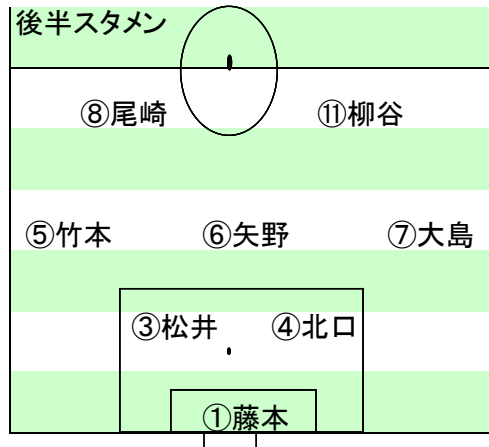 後半スタメン
⑧尾崎 ⑪柳谷
⑤竹本 ⑥矢野 ⑦大島
③松井 ④北口
①藤本